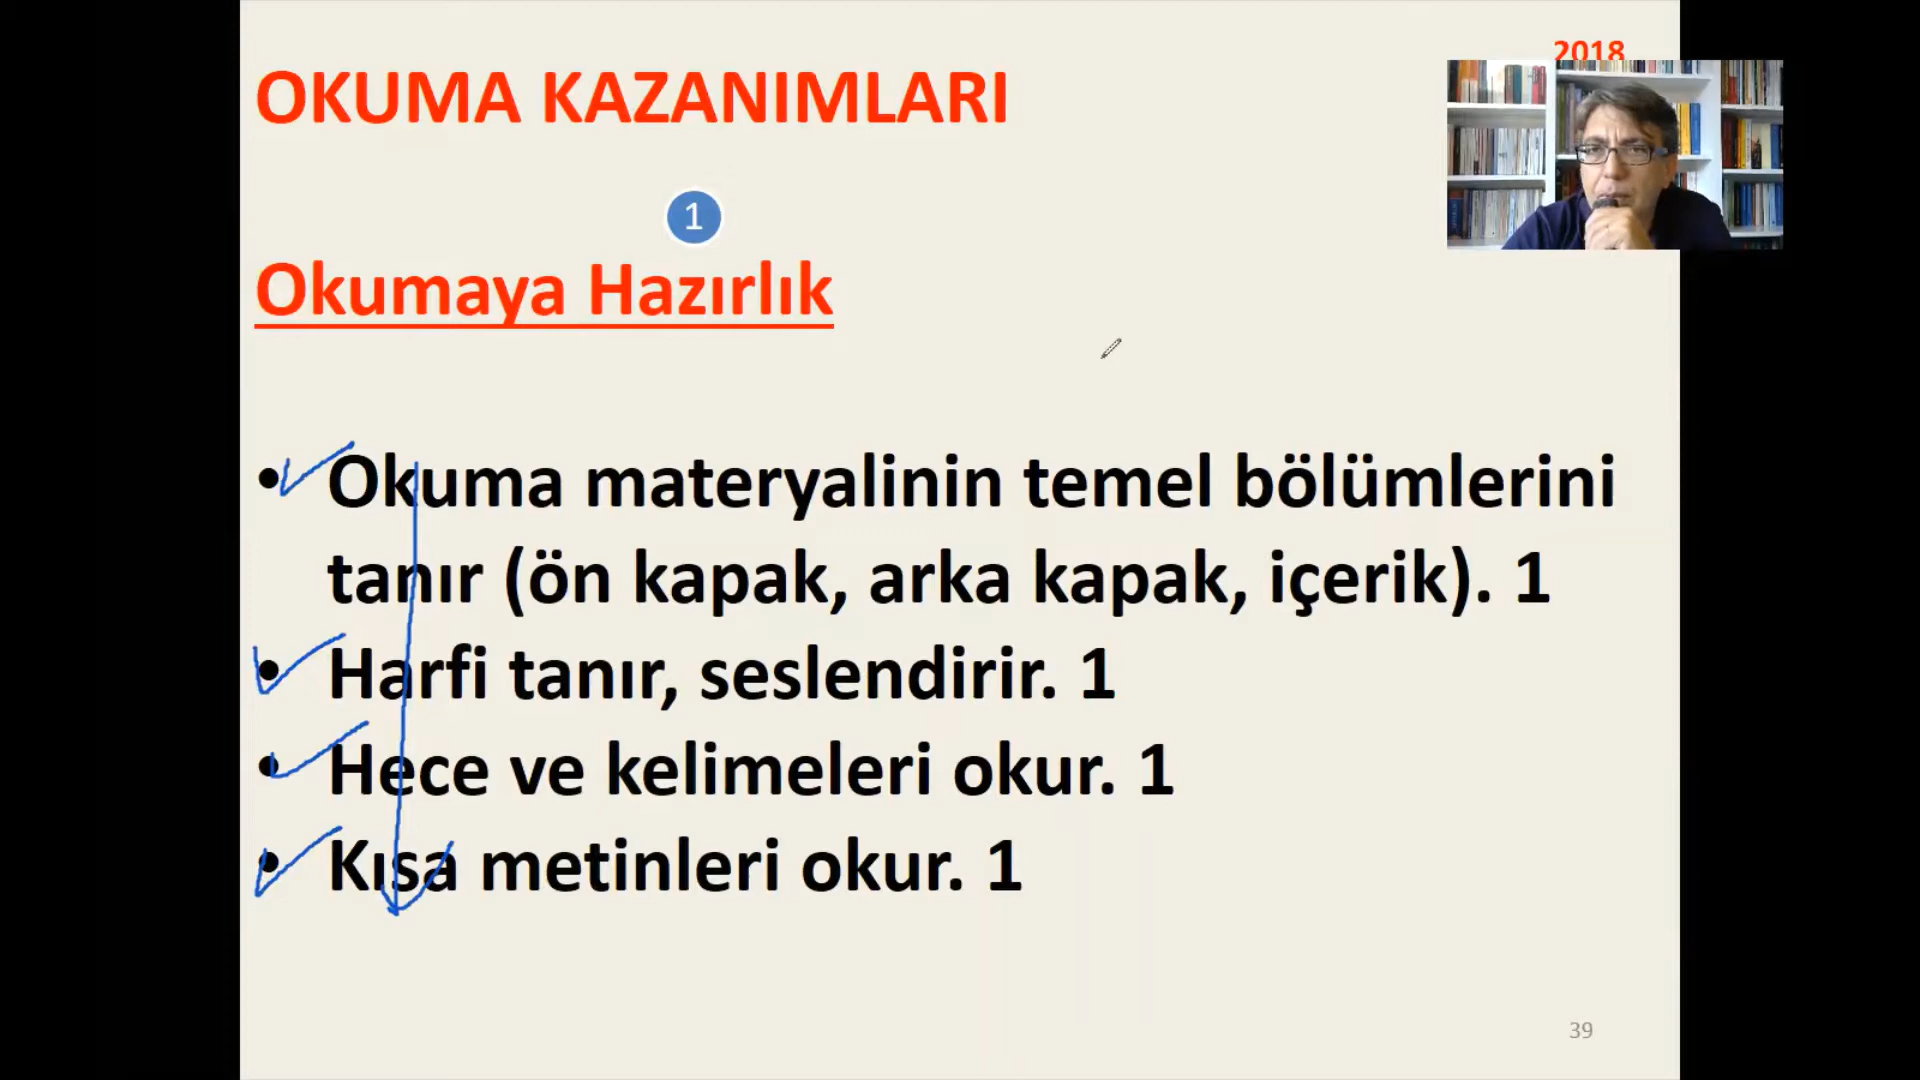 2018
OKUMA KAZANIMLARI
1
Okumaya Hazırlık
• Okuma materyalinin temel bölümlerini
tanır (ön kapak, arka kapak, içerik). 1
• Harfi tanır, seslendirir. 1
• Hece ve kelimeleri okur. 1
• Kısa metinleri okur. 1
39